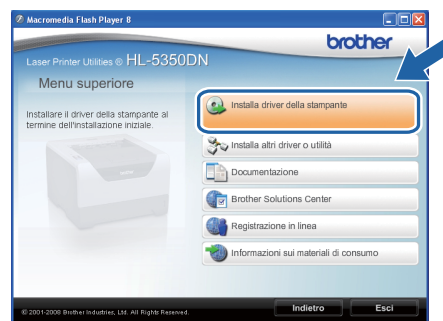 Macromedia Flash Player 8
brother
Laser Printer Utilities ® HL-5350DN
Menu superiore
Installare il driver della stampante al
termine dell'installazione iniziale.
Installa driver della stampante
Installa altri driver o utilità
Documentazione
Brother Solutions Center
Registrazione in linea
Informazioni sui materiali di consumo
© 2001-2008 Brother Industries, Ltd. All Rights Reserved.
Indietro
Esci